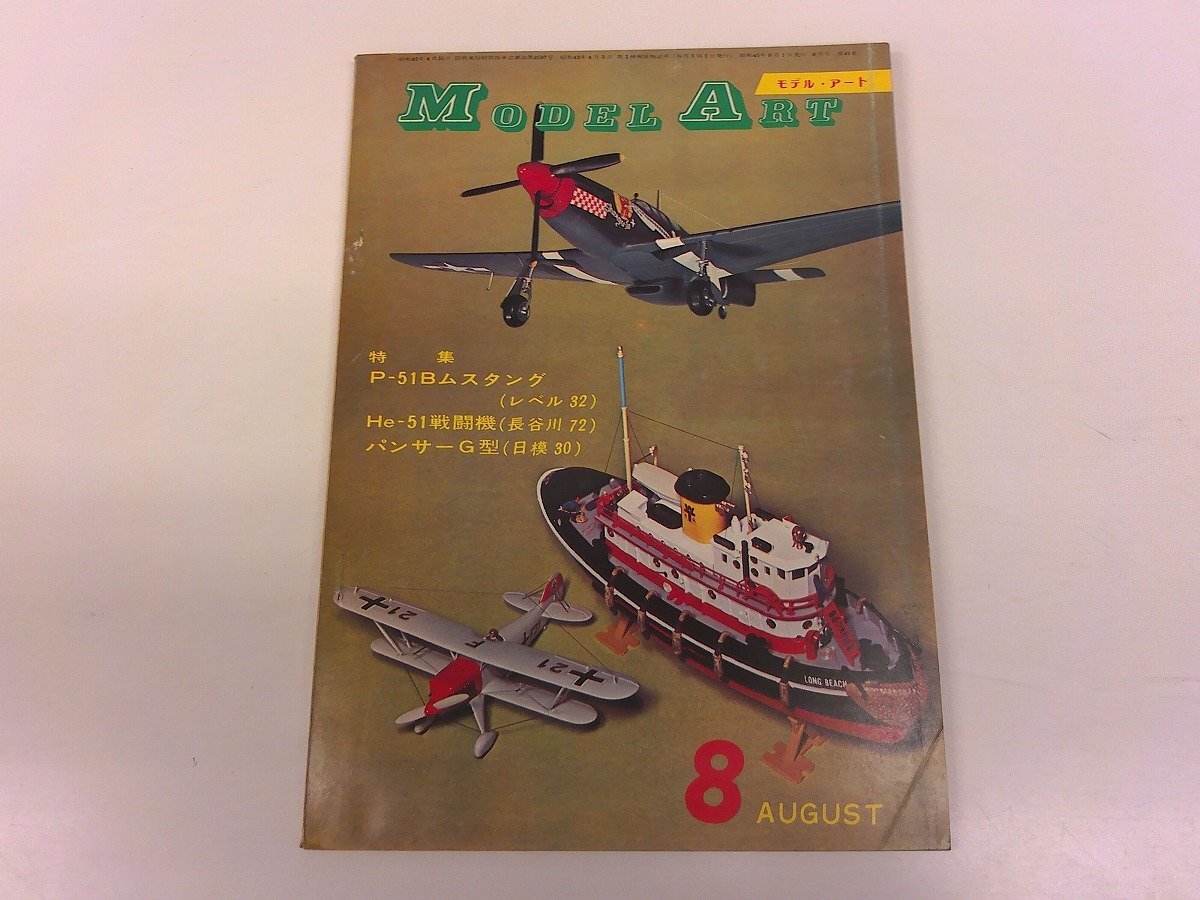 モデル・アート
MODEL ART
特 集
P-51Bムスタング
(レベル 32)
He-51戦闘機(長谷川 72)
パンサーG型(日模 30)
21
F
21
LONG BEACH
8 AUGUST